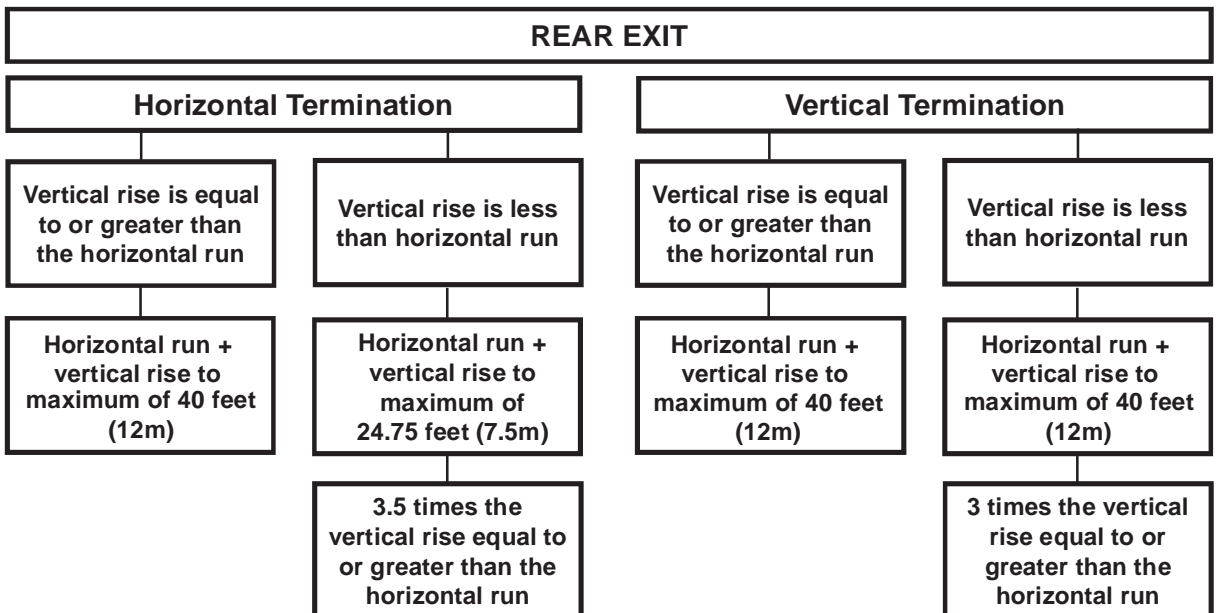 REAR EXIT
Horizontal Termination
Vertical Termination
Vertical rise is equal
to or greater than
the horizontal run
Vertical rise is less
than horizontal run
Vertical rise is equal
to or greater than
the horizontal run
Vertical rise is less
than horizontal run
Horizontal run +
vertical rise to
maximum of 40 feet
(12m)
Horizontal run +
vertical rise to
maximum of
24.75 feet (7.5m)
Horizontal run +
vertical rise to
maximum of 40 feet
(12m)
Horizontal run +
vertical rise to
maximum of 40 feet
(12m)
3.5 times the
vertical rise equal to
or greater than the
horizontal run
3 times the vertical
rise equal to or
greater than the
horizontal run